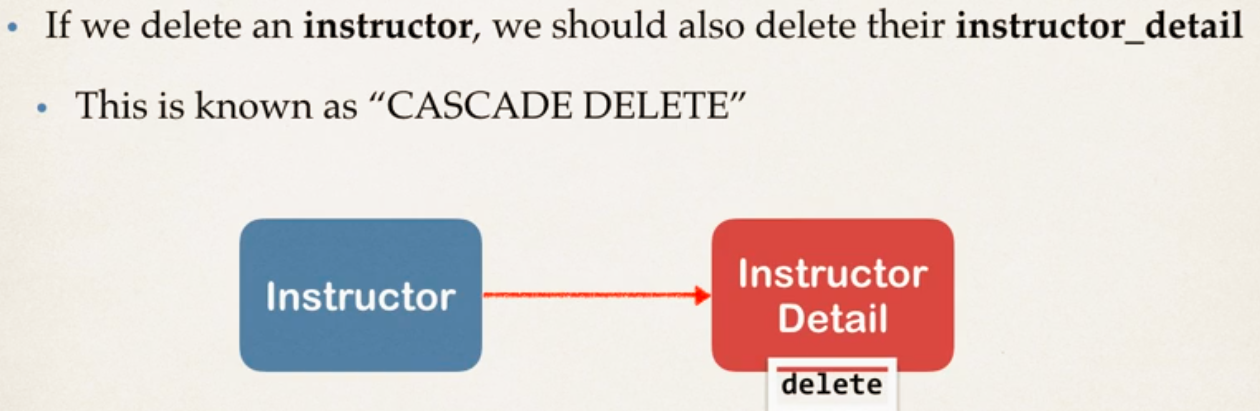 • If we delete an instructor, we should also delete their instructor_detail
• This is known as “CASCADE DELETE”
Instructor
Instructor
Detail
delete